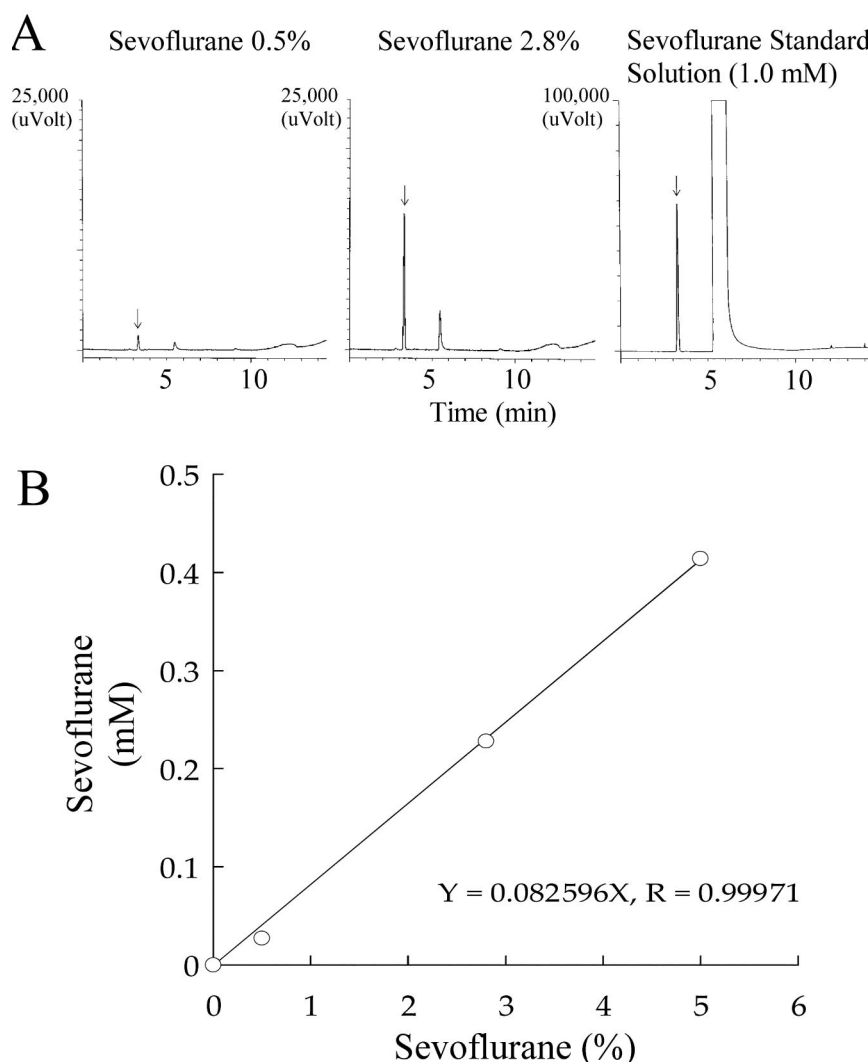 A
Sevoflurane 0.5%
Sevoflurane 2.8%
Sevoflurane Standard
Solution (1.0 mM)
25,000
(uVolt)
25,000
(uVolt)
100,000
(uVolt)
5 10
5 10
5 10
Time (min)
B
0.5
0.4
0.3
0.2
0.1
0
Sevoflurane
(mM)
Y = 0.082596X, R = 0.99971
0 1 2 3 4 5 6
Sevoflurane (%)